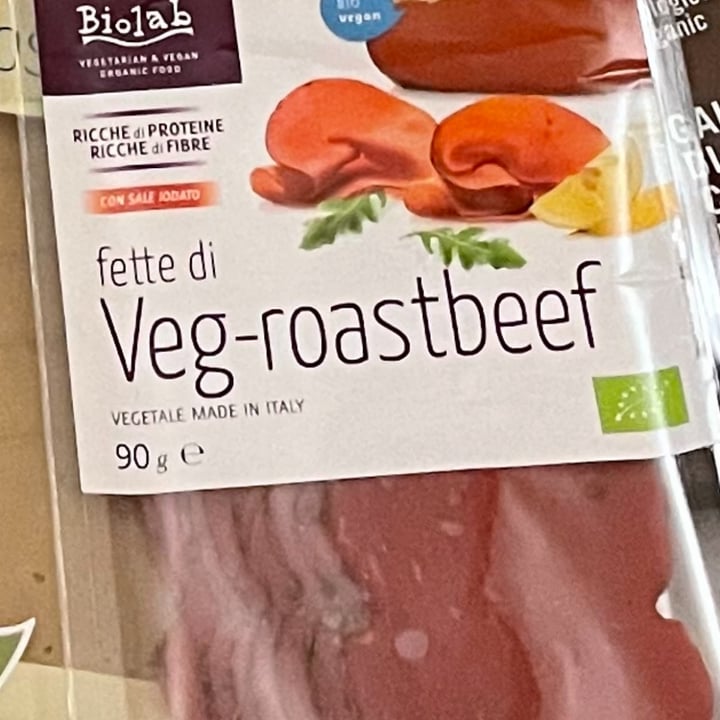 Biolab
VEGETARIAN & VEGAN
ORGANIC FOOD
BIO
vegan
RICCHE di PROTEINE
RICCHE di FIBRE
CON SALE IODATO
fette di
Veg-roastbeef
VEGETALE MADE IN ITALY
90 g ℮